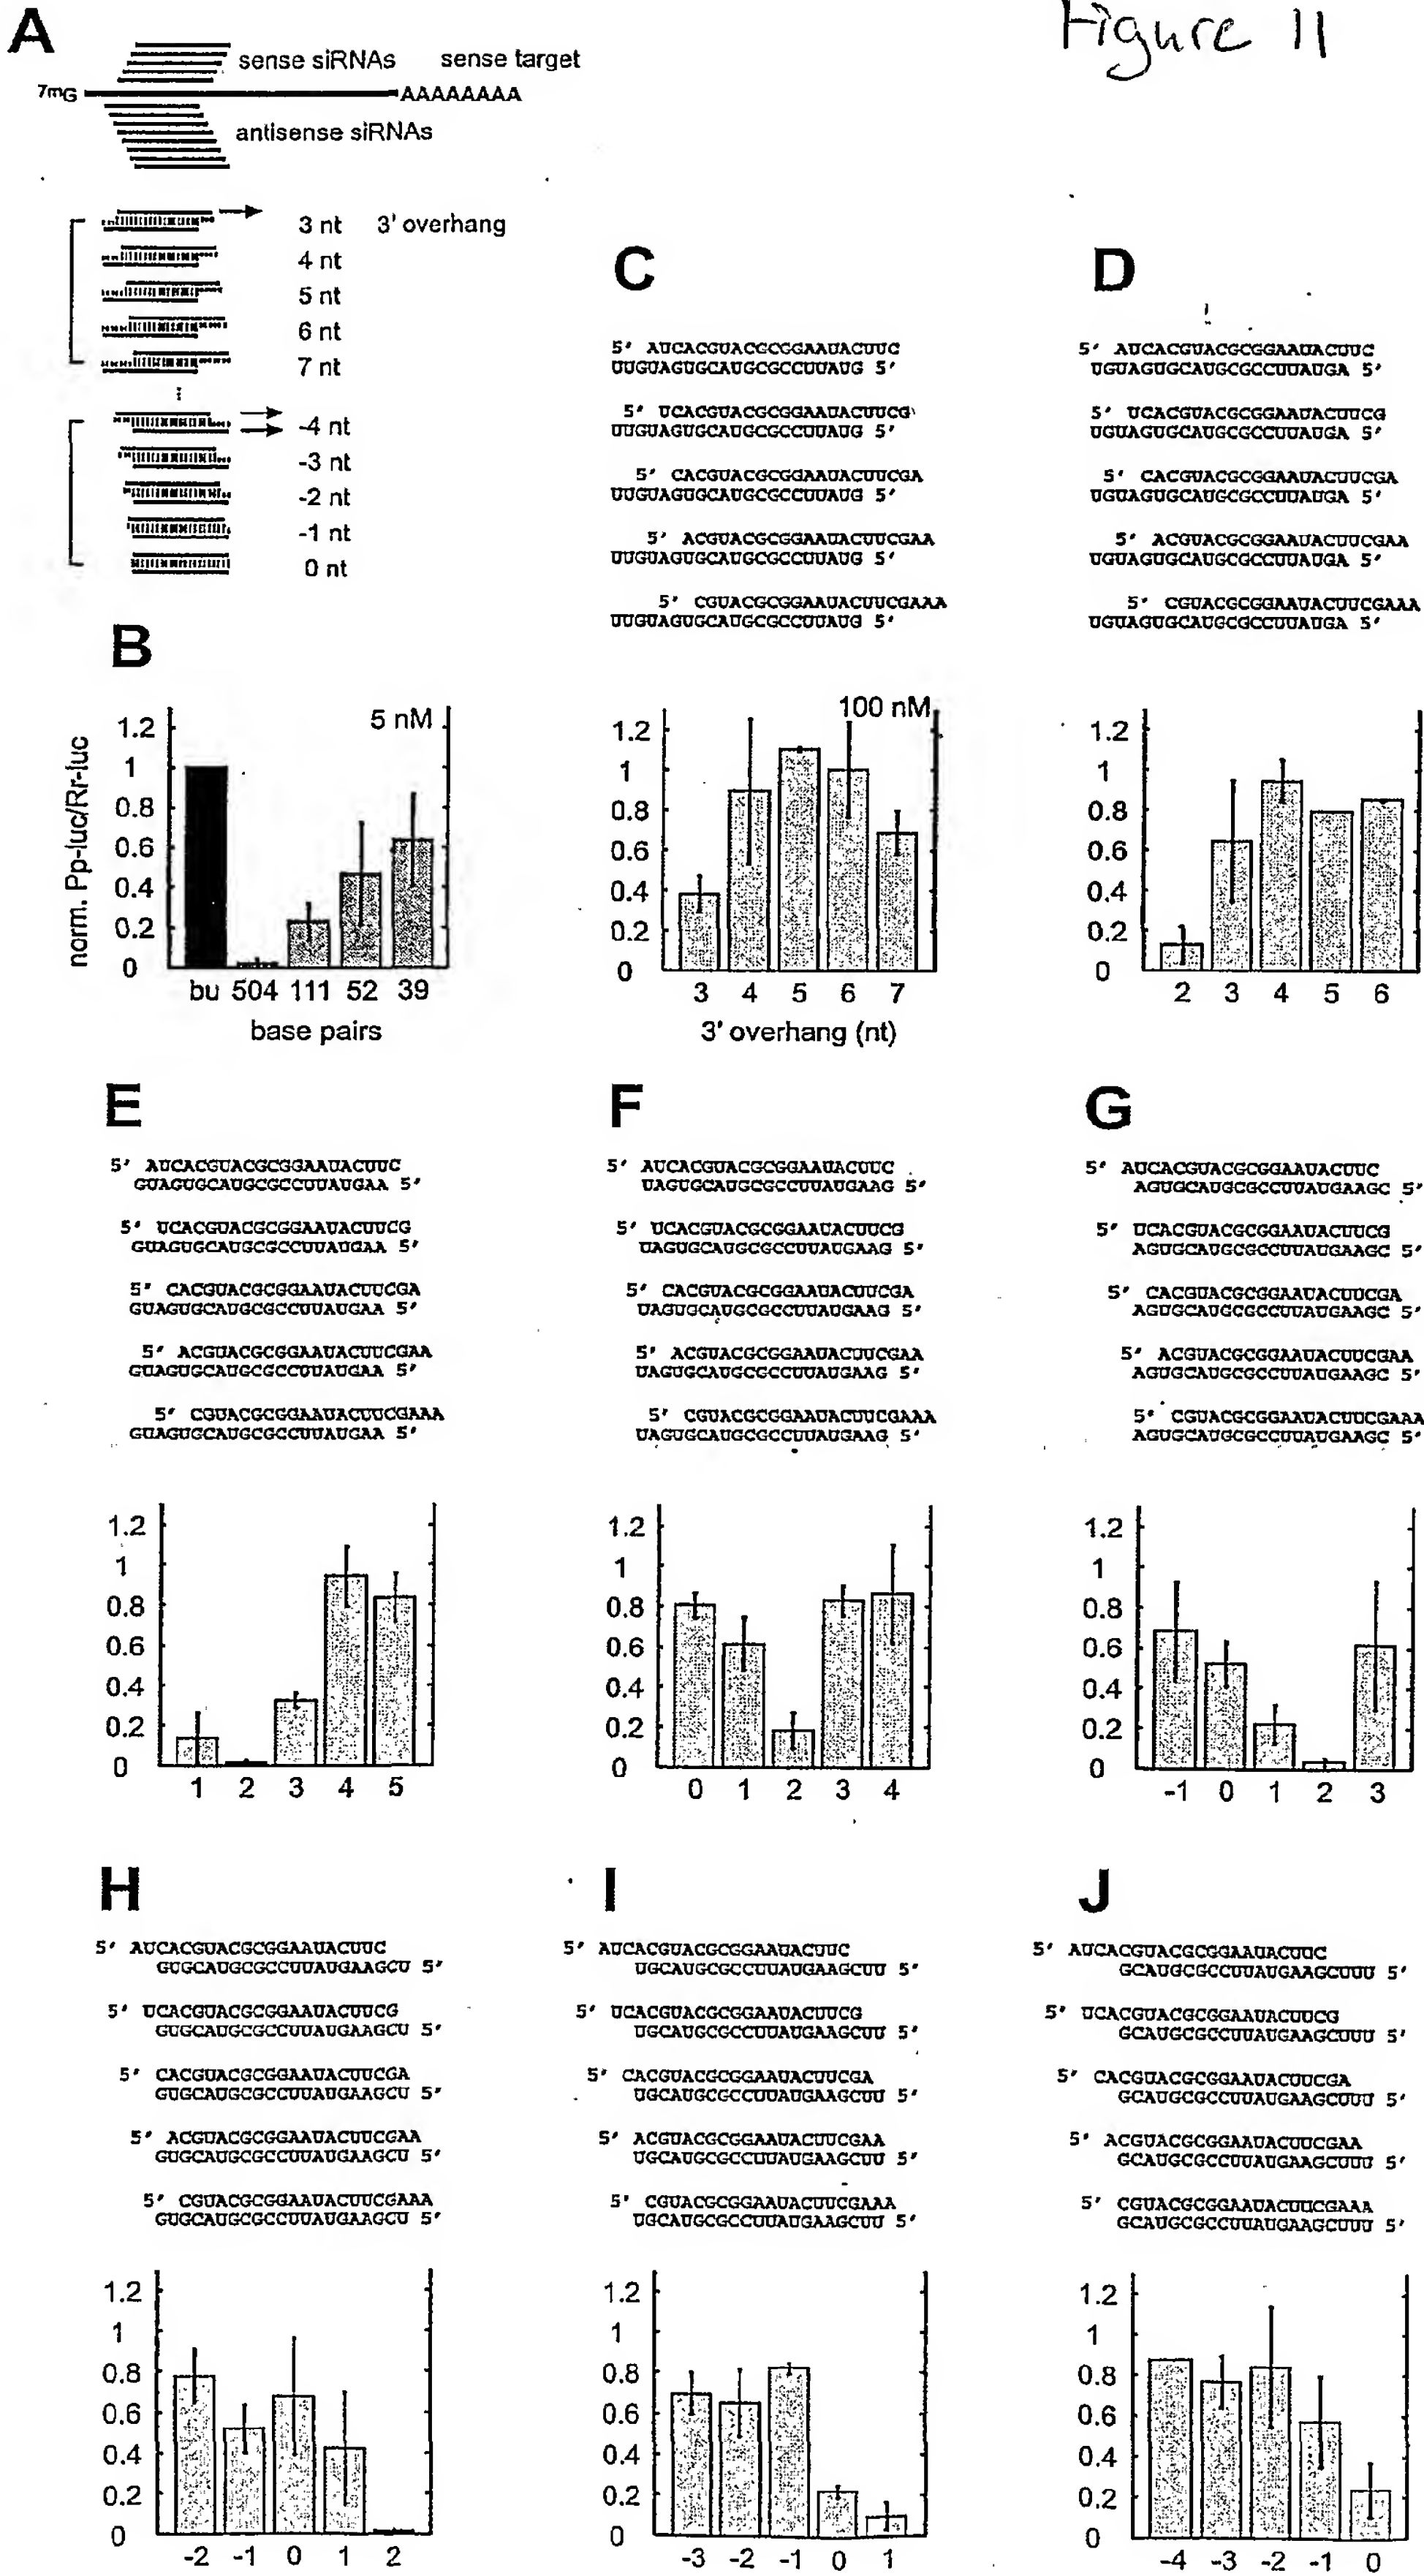 Figure 11
A
sense siRNAs sense target
7mG AAAAAAAA
antisense siRNAs
3 nt 3' overhang
4 nt
5 nt
6 nt
7 nt
-4 nt
-3 nt
-2 nt
-1 nt
0 nt
B
5 nM
norm. Pp-luc/Rr-luc
1.2
1
0.8
0.6
0.4
0.2
0
bu 504 111 52 39
base pairs
C
5' AUCACGUACGCGGAAUACUUC
UUGUAGUGCAUGCGCCUUAUG 5'
5' UCACGUACGCGGAAUACUUCG
UUGUAGUGCAUGCGCCUUAUG 5'
5' CACGUACGCGGAAUACUUCGA
UUGUAGUGCAUGCGCCUUAUG 5'
5' ACGUACGCGGAAUACUUCGAA
UUGUAGUGCAUGCGCCUUAUG 5'
5' CGUACGCGGAAUACUUCGAAA
UUGUAGUGCAUGCGCCUUAUG 5'
100 nM
1.2
1
0.8
0.6
0.4
0.2
0
3 4 5 6 7
3' overhang (nt)
D
5' AUCACGUACGCGGAAUACUUC
UGUAGUGCAUGCGCCUUAUGA 5'
5' UCACGUACGCGGAAUACUUCG
UGUAGUGCAUGCGCCUUAUGA 5'
5' CACGUACGCGGAAUACUUCGA
UGUAGUGCAUGCGCCUUAUGA 5'
5' ACGUACGCGGAAUACUUCGAA
UGUAGUGCAUGCGCCUUAUGA 5'
5' CGUACGCGGAAUACUUCGAAA
UGUAGUGCAUGCGCCUUAUGA 5'
1.2
1
0.8
0.6
0.4
0.2
0
2 3 4 5 6
E
5' AUCACGUACGCGGAAUACUUC
GUAGUGCAUGCGCCUUAUGAA 5'
5' UCACGUACGCGGAAUACUUCG
GUAGUGCAUGCGCCUUAUGAA 5'
5' CACGUACGCGGAAUACUUCGA
GUAGUGCAUGCGCCUUAUGAA 5'
5' ACGUACGCGGAAUACUUCGAA
GUAGUGCAUGCGCCUUAUGAA 5'
5' CGUACGCGGAAUACUUCGAAA
GUAGUGCAUGCGCCUUAUGAA 5'
1.2
1
0.8
0.6
0.4
0.2
0
1 2 3 4 5
F
5' AUCACGUACGCGGAAUACUUC
UAGUGCAUGCGCCUUAUGAAG 5'
5' UCACGUACGCGGAAUACUUCG
UAGUGCAUGCGCCUUAUGAAG 5'
5' CACGUACGCGGAAUACUUCGA
UAGUGCAUGCGCCUUAUGAAG 5'
5' ACGUACGCGGAAUACUUCGAA
UAGUGCAUGCGCCUUAUGAAG 5'
5' CGUACGCGGAAUACUUCGAAA
UAGUGCAUGCGCCUUAUGAAG 5'
1.2
1
0.8
0.6
0.4
0.2
0
0 1 2 3 4
G
5' AUCACGUACGCGGAAUACUUC
AGUGCAUGCGCCUUAUGAAGC 5'
5' UCACGUACGCGGAAUACUUCG
AGUGCAUGCGCCUUAUGAAGC 5'
5' CACGUACGCGGAAUACUUCGA
AGUGCAUGCGCCUUAUGAAGC 5'
5' ACGUACGCGGAAUACUUCGAA
AGUGCAUGCGCCUUAUGAAGC 5'
5' CGUACGCGGAAUACUUCGAAA
AGUGCAUGCGCCUUAUGAAGC 5'
1.2
1
0.8
0.6
0.4
0.2
0
-1 0 1 2 3
H
5' AUCACGUACGCGGAAUACUUC
GUGCAUGCGCCUUAUGAAGCU 5'
5' UCACGUACGCGGAAUACUUCG
GUGCAUGCGCCUUAUGAAGCU 5'
5' CACGUACGCGGAAUACUUCGA
GUGCAUGCGCCUUAUGAAGCU 5'
5' ACGUACGCGGAAUACUUCGAA
GUGCAUGCGCCUUAUGAAGCU 5'
5' CGUACGCGGAAUACUUCGAAA
GUGCAUGCGCCUUAUGAAGCU 5'
1.2
1
0.8
0.6
0.4
0.2
0
-2 -1 0 1 2
I
5' AUCACGUACGCGGAAUACUUC
UGCAUGCGCCUUAUGAAGCUU 5'
5' UCACGUACGCGGAAUACUUCG
UGCAUGCGCCUUAUGAAGCUU 5'
5' CACGUACGCGGAAUACUUCGA
UGCAUGCGCCUUAUGAAGCUU 5'
5' ACGUACGCGGAAUACUUCGAA
UGCAUGCGCCUUAUGAAGCUU 5'
5' CGUACGCGGAAUACUUCGAAA
UGCAUGCGCCUUAUGAAGCUU 5'
1.2
1
0.8
0.6
0.4
0.2
0
-3 -2 -1 0 1
J
5' AUCACGUACGCGGAAUACUUC
GCAUGCGCCUUAUGAAGCUUU 5'
5' UCACGUACGCGGAAUACUUCG
GCAUGCGCCUUAUGAAGCUUU 5'
5' CACGUACGCGGAAUACUUCGA
GCAUGCGCCUUAUGAAGCUUU 5'
5' ACGUACGCGGAAUACUUCGAA
GCAUGCGCCUUAUGAAGCUUU 5'
5' CGUACGCGGAAUACUUCGAAA
GCAUGCGCCUUAUGAAGCUUU 5'
1.2
1
0.8
0.6
0.4
0.2
0
-4 -3 -2 -1 0